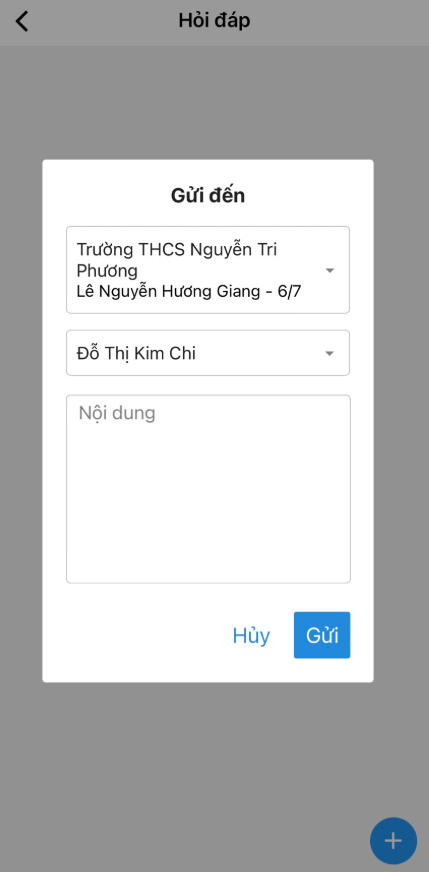 Hỏi đáp
Gửi đến
Trường THCS Nguyễn Tri
Phương
Lê Nguyễn Hương Giang - 6/7
Đỗ Thị Kim Chi
Nội dung
Hủy
Gửi